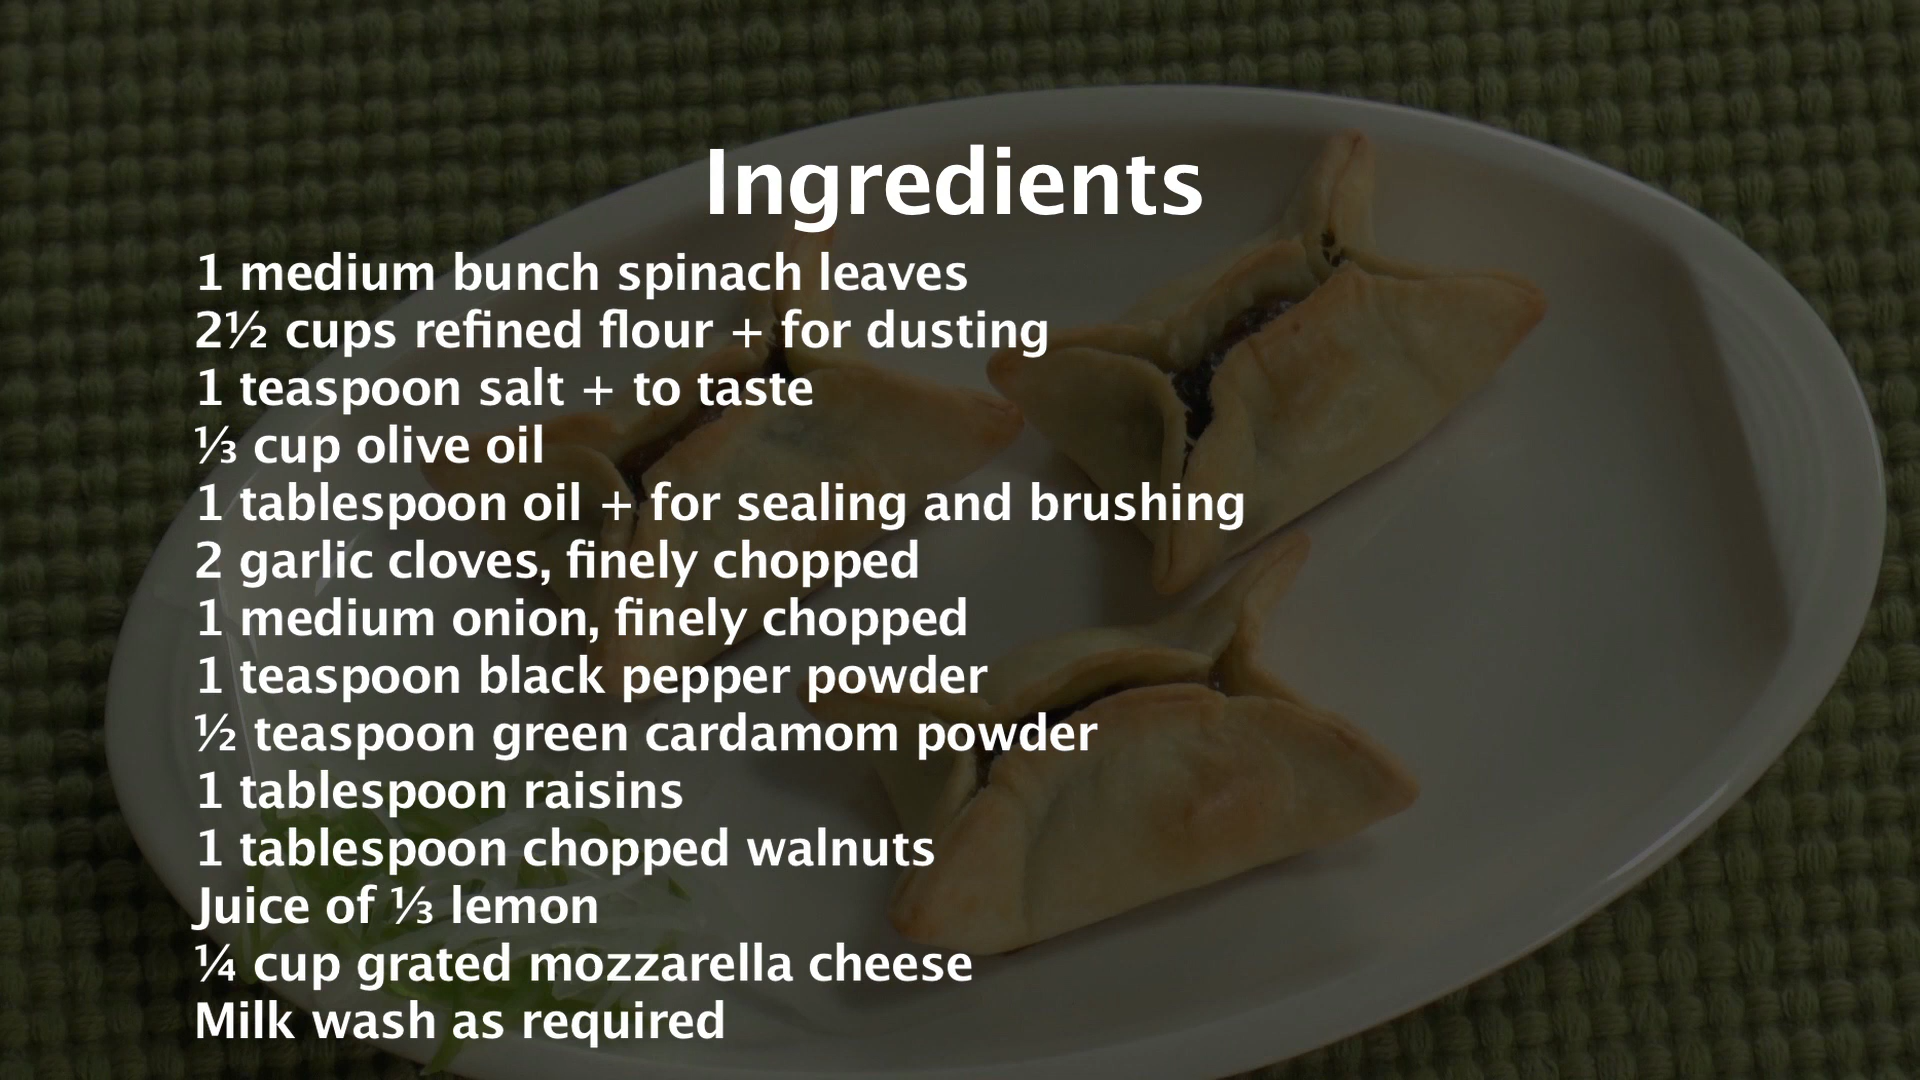 Ingredients
1 medium bunch spinach leaves
2½ cups refined flour + for dusting
1 teaspoon salt + to taste
⅓ cup olive oil
1 tablespoon oil + for sealing and brushing
2 garlic cloves, finely chopped
1 medium onion, finely chopped
1 teaspoon black pepper powder
½ teaspoon green cardamom powder
1 tablespoon raisins
1 tablespoon chopped walnuts
Juice of ⅓ lemon
¼ cup grated mozzarella cheese
Milk wash as required